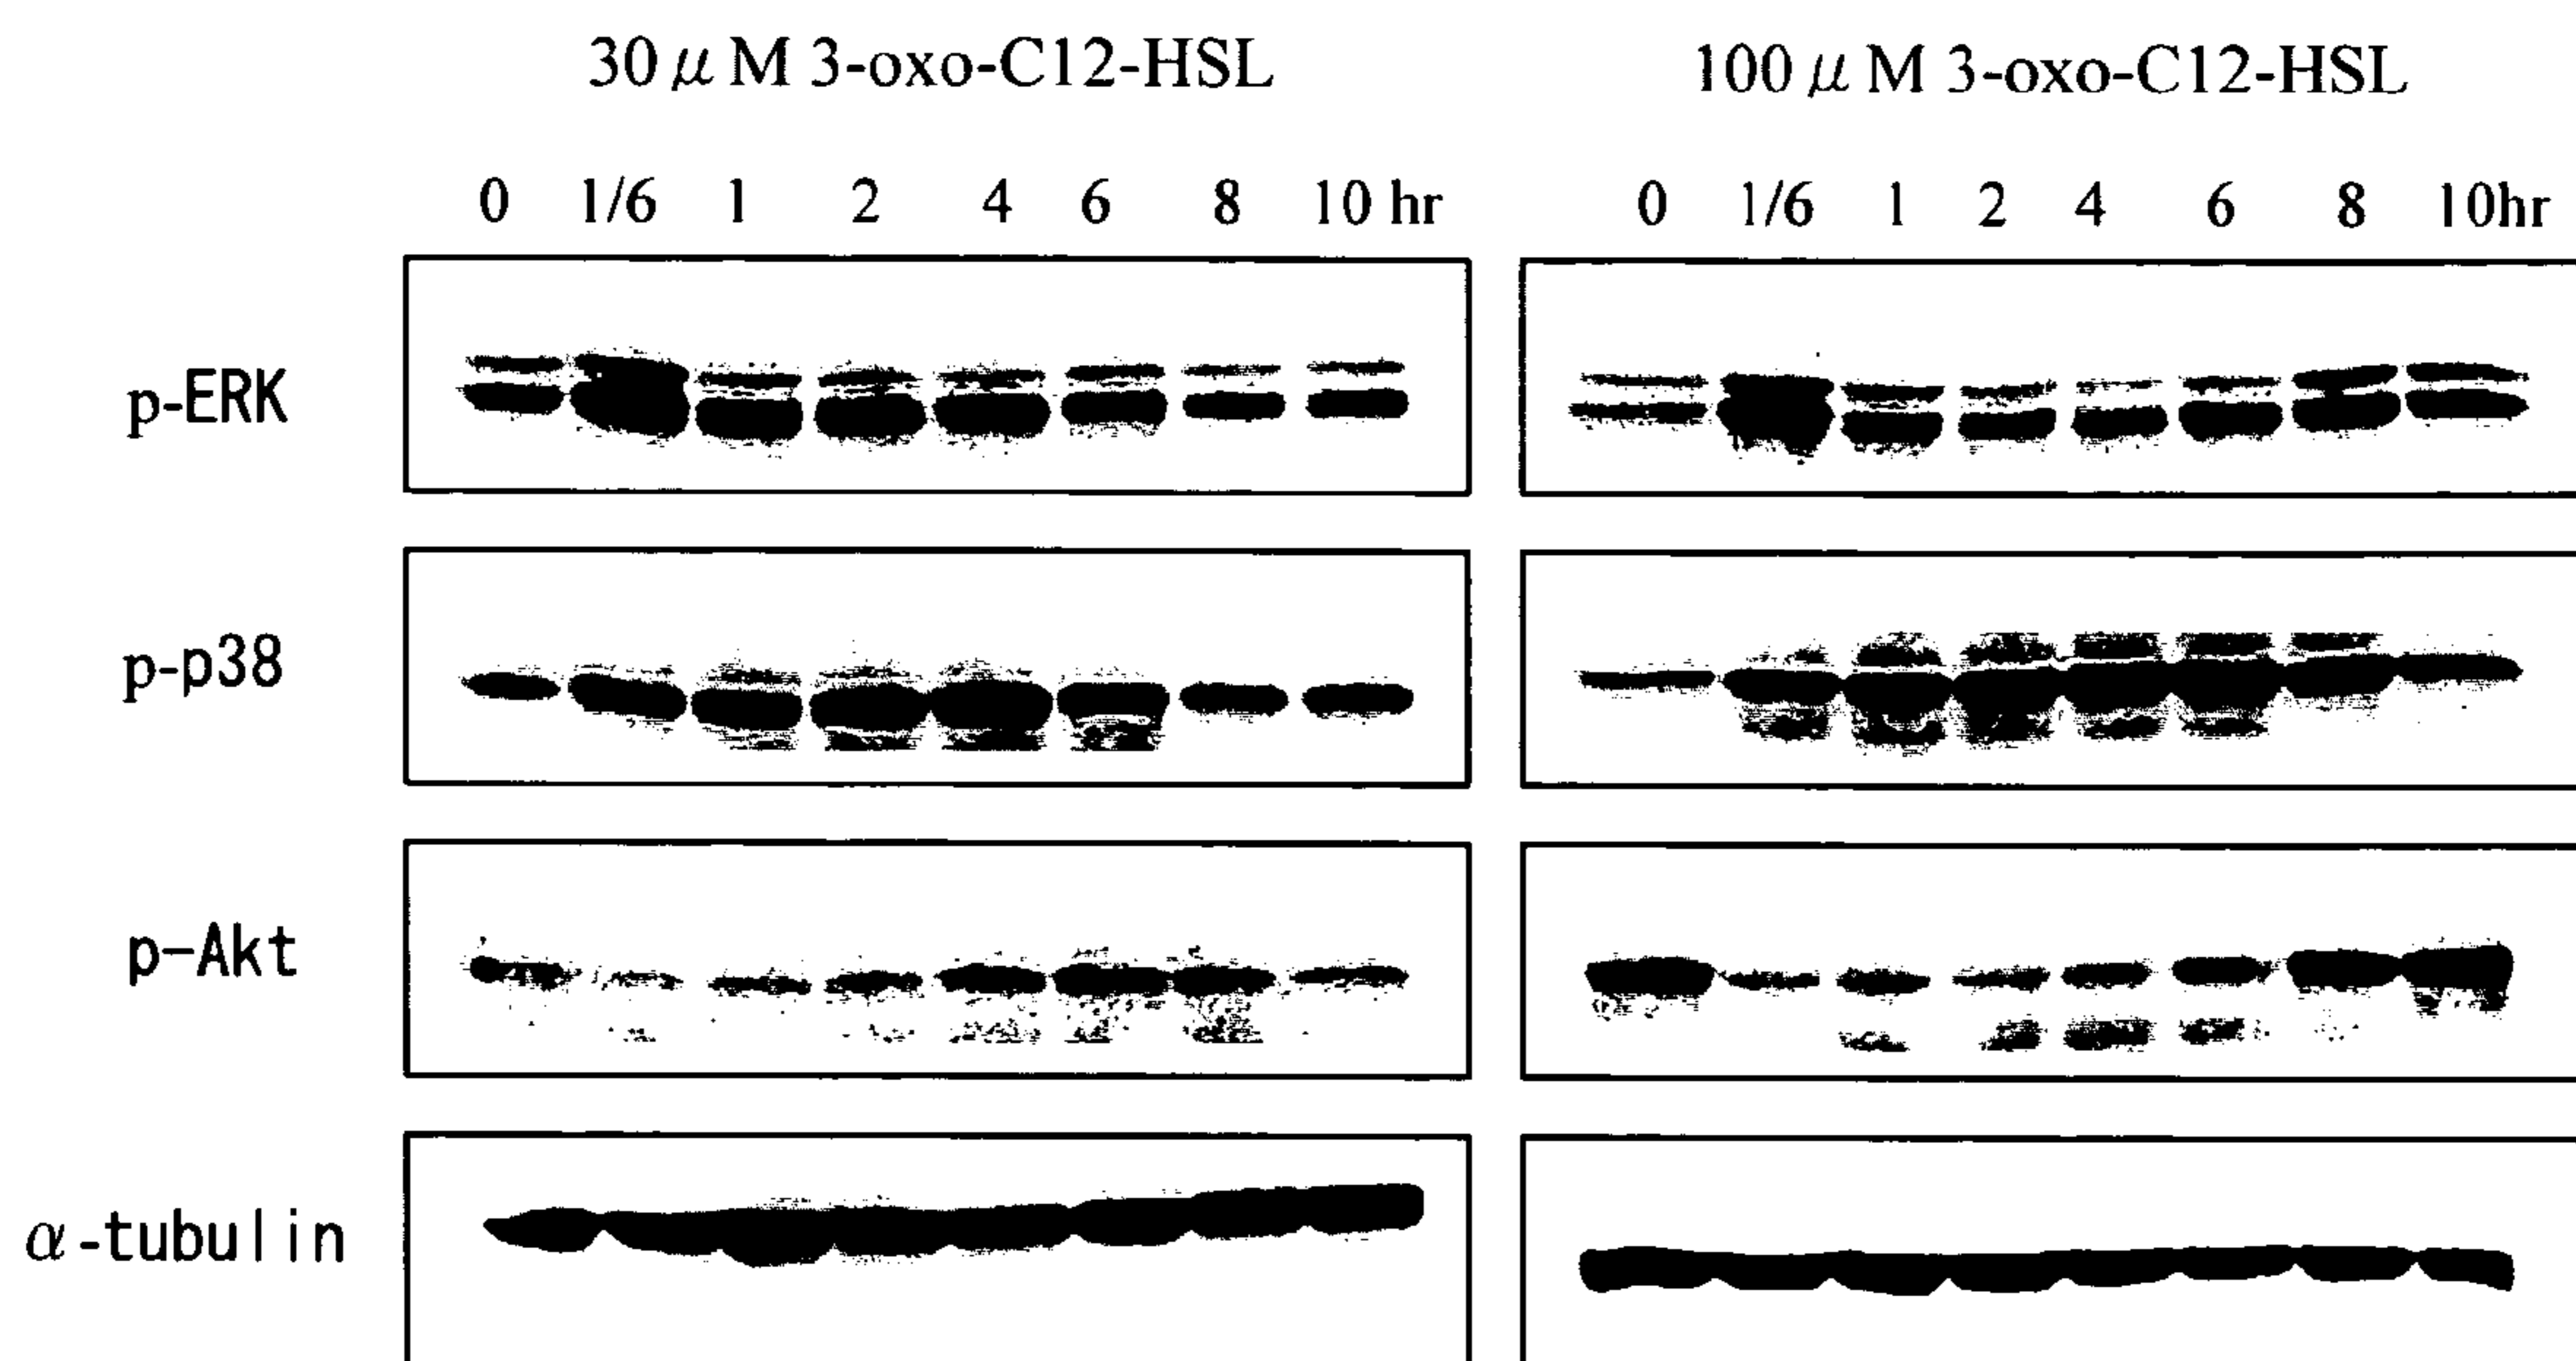 30 μ M 3-oxo-C12-HSL 100 μ M 3-oxo-C12-HSL
0 1/6 1 2 4 6 8 10 hr 0 1/6 1 2 4 6 8 10hr
p-ERK
p-p38
p-Akt
α-tubulin